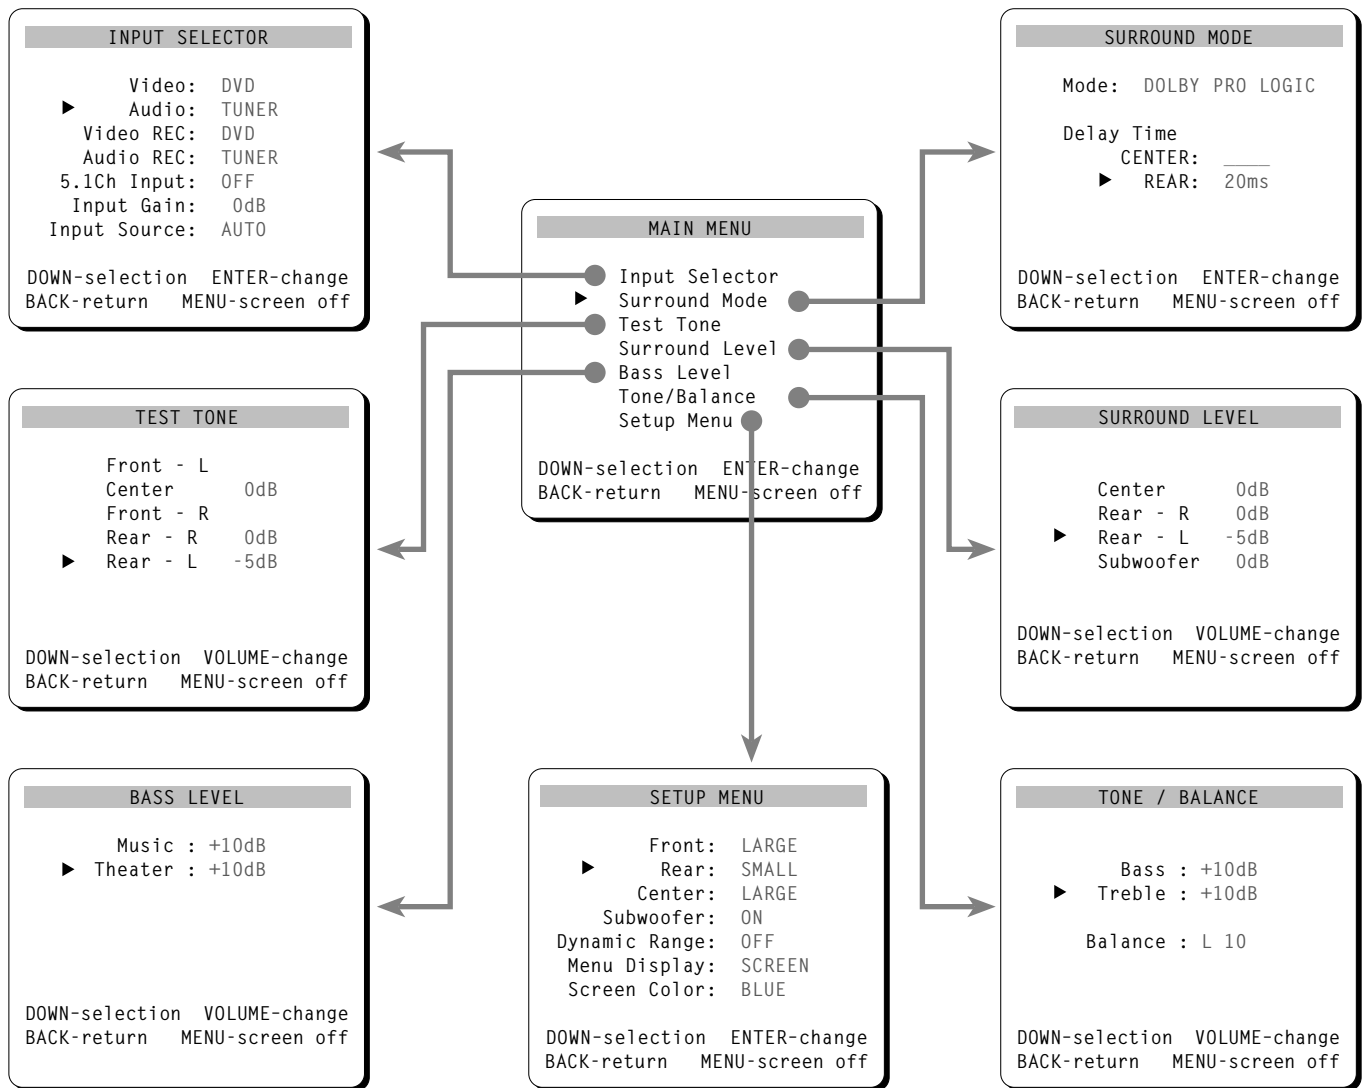 INPUT SELECTOR
Video: DVD
▶ Audio: TUNER
Video REC: DVD
Audio REC: TUNER
5.1Ch Input: OFF
Input Gain: 0dB
Input Source: AUTO
DOWN-selection ENTER-change
BACK-return MENU-screen off
SURROUND MODE
Mode: DOLBY PRO LOGIC
Delay Time
CENTER: ____
▶ REAR: 20ms
DOWN-selection ENTER-change
BACK-return MENU-screen off
MAIN MENU
Input Selector
▶ Surround Mode
Test Tone
Surround Level
Bass Level
Tone/Balance
Setup Menu
DOWN-selection ENTER-change
BACK-return MENU-screen off
TEST TONE
Front - L
Center 0dB
Front - R
Rear - R 0dB
▶ Rear - L -5dB
DOWN-selection VOLUME-change
BACK-return MENU-screen off
SURROUND LEVEL
Center 0dB
Rear - R 0dB
▶ Rear - L -5dB
Subwoofer 0dB
DOWN-selection VOLUME-change
BACK-return MENU-screen off
BASS LEVEL
Music : +10dB
▶ Theater : +10dB
DOWN-selection VOLUME-change
BACK-return MENU-screen off
SETUP MENU
Front: LARGE
▶ Rear: SMALL
Center: LARGE
Subwoofer: ON
Dynamic Range: OFF
Menu Display: SCREEN
Screen Color: BLUE
DOWN-selection ENTER-change
BACK-return MENU-screen off
TONE / BALANCE
Bass : +10dB
▶ Treble : +10dB
Balance : L 10
DOWN-selection VOLUME-change
BACK-return MENU-screen off